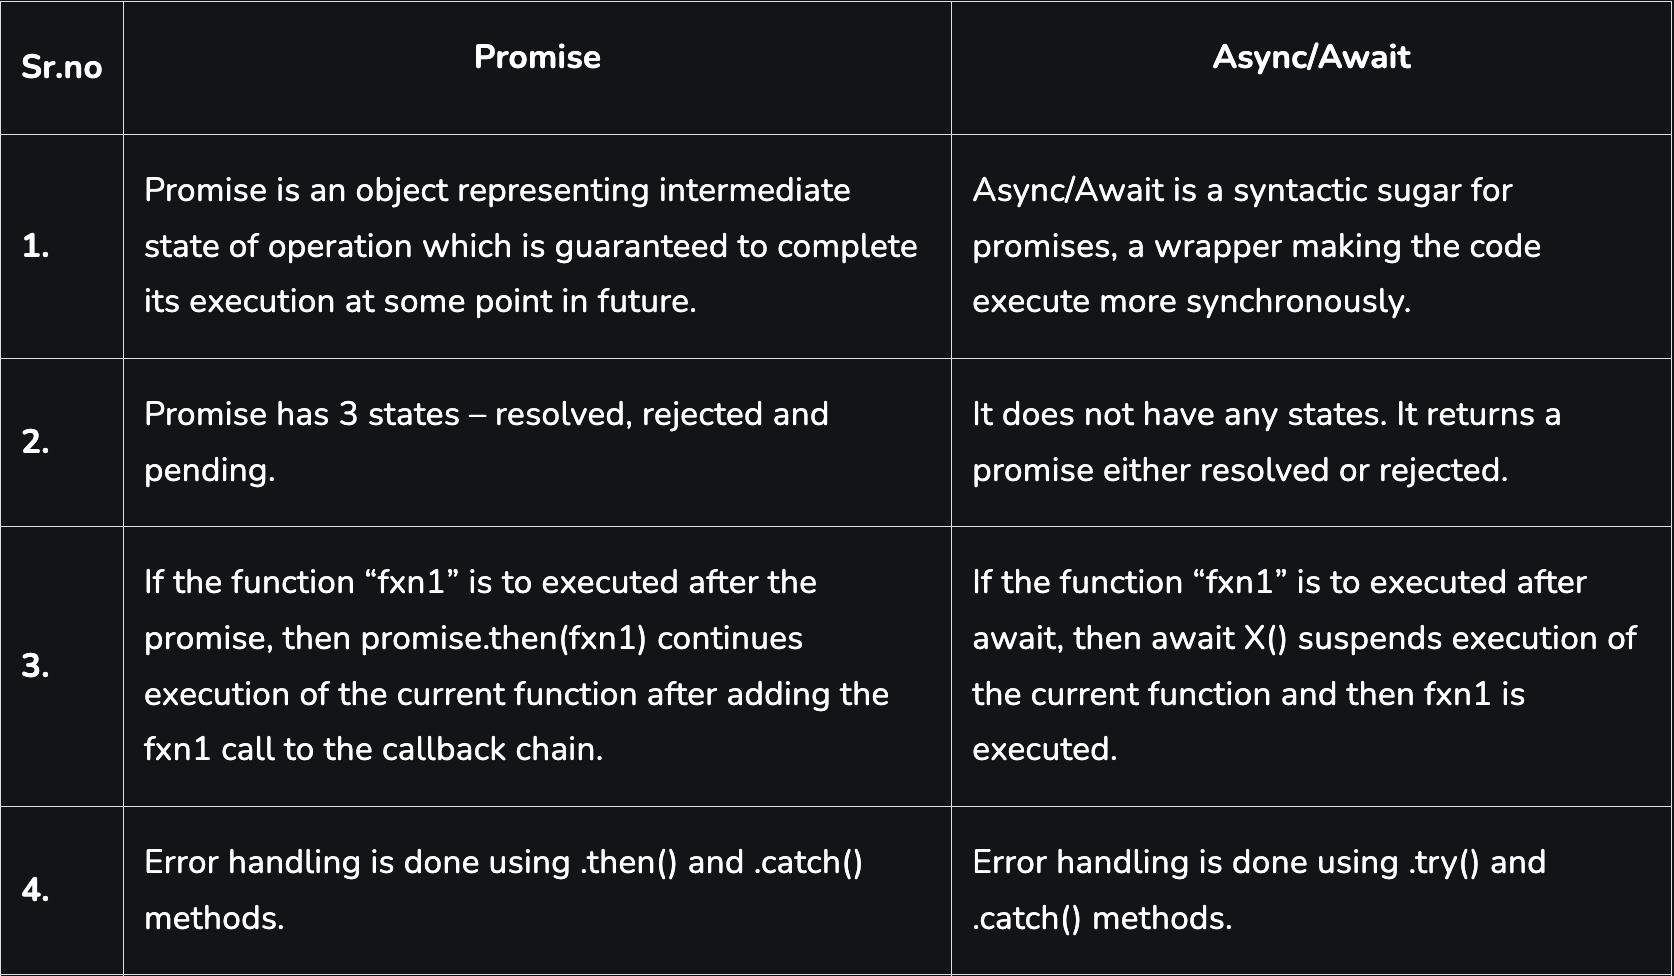 Sr.no
Promise
Async/Await
1.
Promise is an object representing intermediate
state of operation which is guaranteed to complete
its execution at some point in future.
Async/Await is a syntactic sugar for
promises, a wrapper making the code
execute more synchronously.
2.
Promise has 3 states – resolved, rejected and
pending.
It does not have any states. It returns a
promise either resolved or rejected.
3.
If the function “fxn1” is to executed after the
promise, then promise.then(fxn1) continues
execution of the current function after adding the
fxn1 call to the callback chain.
If the function “fxn1” is to executed after
await, then await X() suspends execution of
the current function and then fxn1 is
executed.
4.
Error handling is done using .then() and .catch()
methods.
Error handling is done using .try() and
.catch() methods.